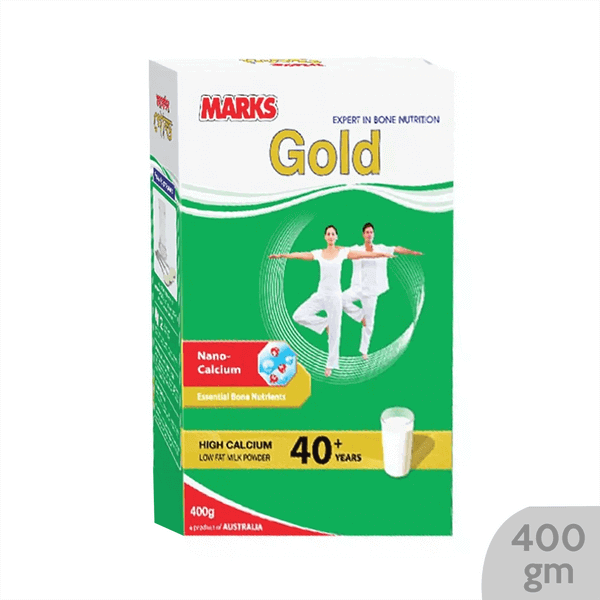 MARKS
EXPERT IN BONE NUTRITION
Gold
মার্কস
গোল্ড
Nano-
Calcium
Essential Bone Nutrients
HIGH CALCIUM
LOW FAT MILK POWDER
40+
YEARS
400g
a product of AUSTRALIA
400
gm